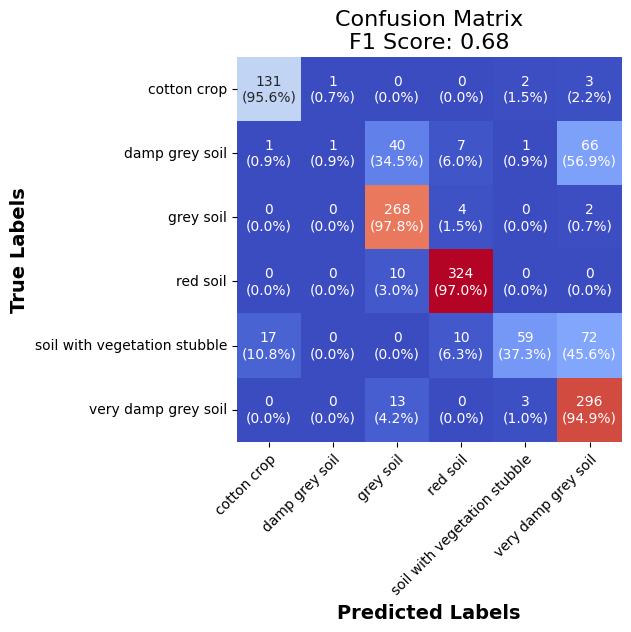 Confusion Matrix
F1 Score: 0.68
True Labels
cotton crop
131 1 0 0 2 3
(95.6%) (0.7%) (0.0%) (0.0%) (1.5%) (2.2%)
damp grey soil
1 1 40 7 1 66
(0.9%) (0.9%) (34.5%) (6.0%) (0.9%) (56.9%)
grey soil
0 0 268 4 0 2
(0.0%) (0.0%) (97.8%) (1.5%) (0.0%) (0.7%)
red soil
0 0 10 324 0 0
(0.0%) (0.0%) (3.0%) (97.0%) (0.0%) (0.0%)
soil with vegetation stubble
17 0 0 10 59 72
(10.8%) (0.0%) (0.0%) (6.3%) (37.3%) (45.6%)
very damp grey soil
0 0 13 0 3 296
(0.0%) (0.0%) (4.2%) (0.0%) (1.0%) (94.9%)
cotton crop
damp grey soil
grey soil
red soil
soil with vegetation stubble
very damp grey soil
Predicted Labels